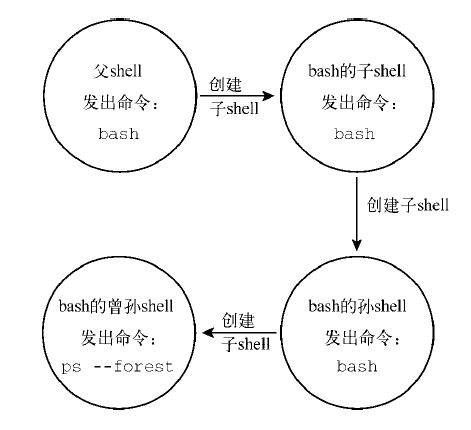 父shell
发出命令：
bash
创建
子shell
bash的子shell
发出命令：
bash
创建子shell
bash的孙shell
发出命令：
bash
创建
子shell
bash的曾孙shell
发出命令：
ps --forest